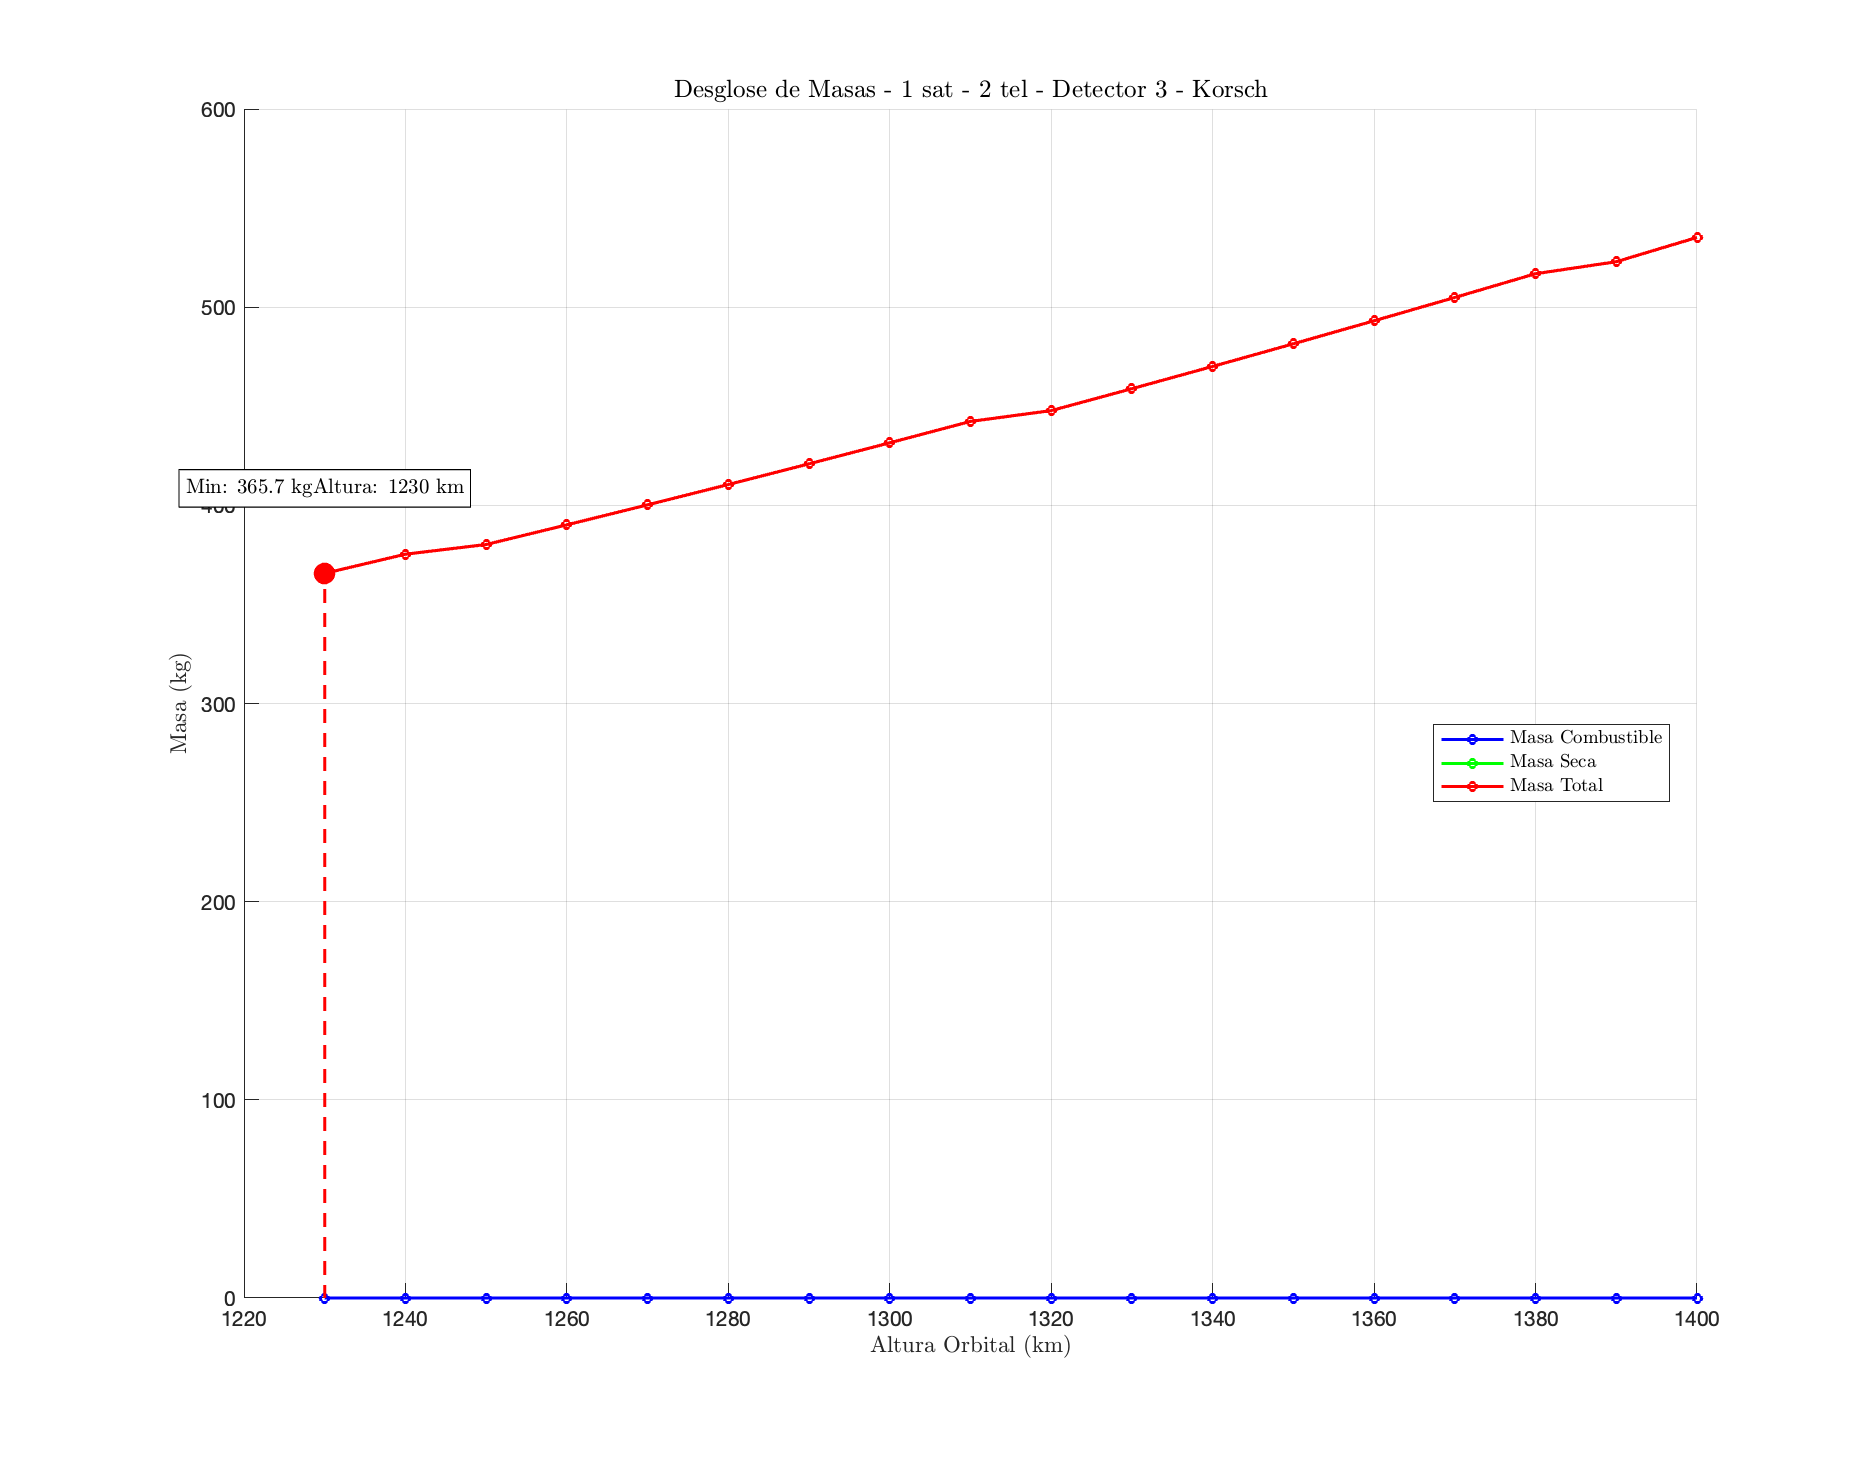 Desglose de Masas - 1 sat - 2 tel - Detector 3 - Korsch
600
500
Min: 365.7 kgAltura: 1230 km
300
200
100
0
Masa (kg)
Masa Combustible
Masa Seca
Masa Total
1220 1240 1260 1280 1300 1320 1340 1360 1380 1400
Altura Orbital (km)